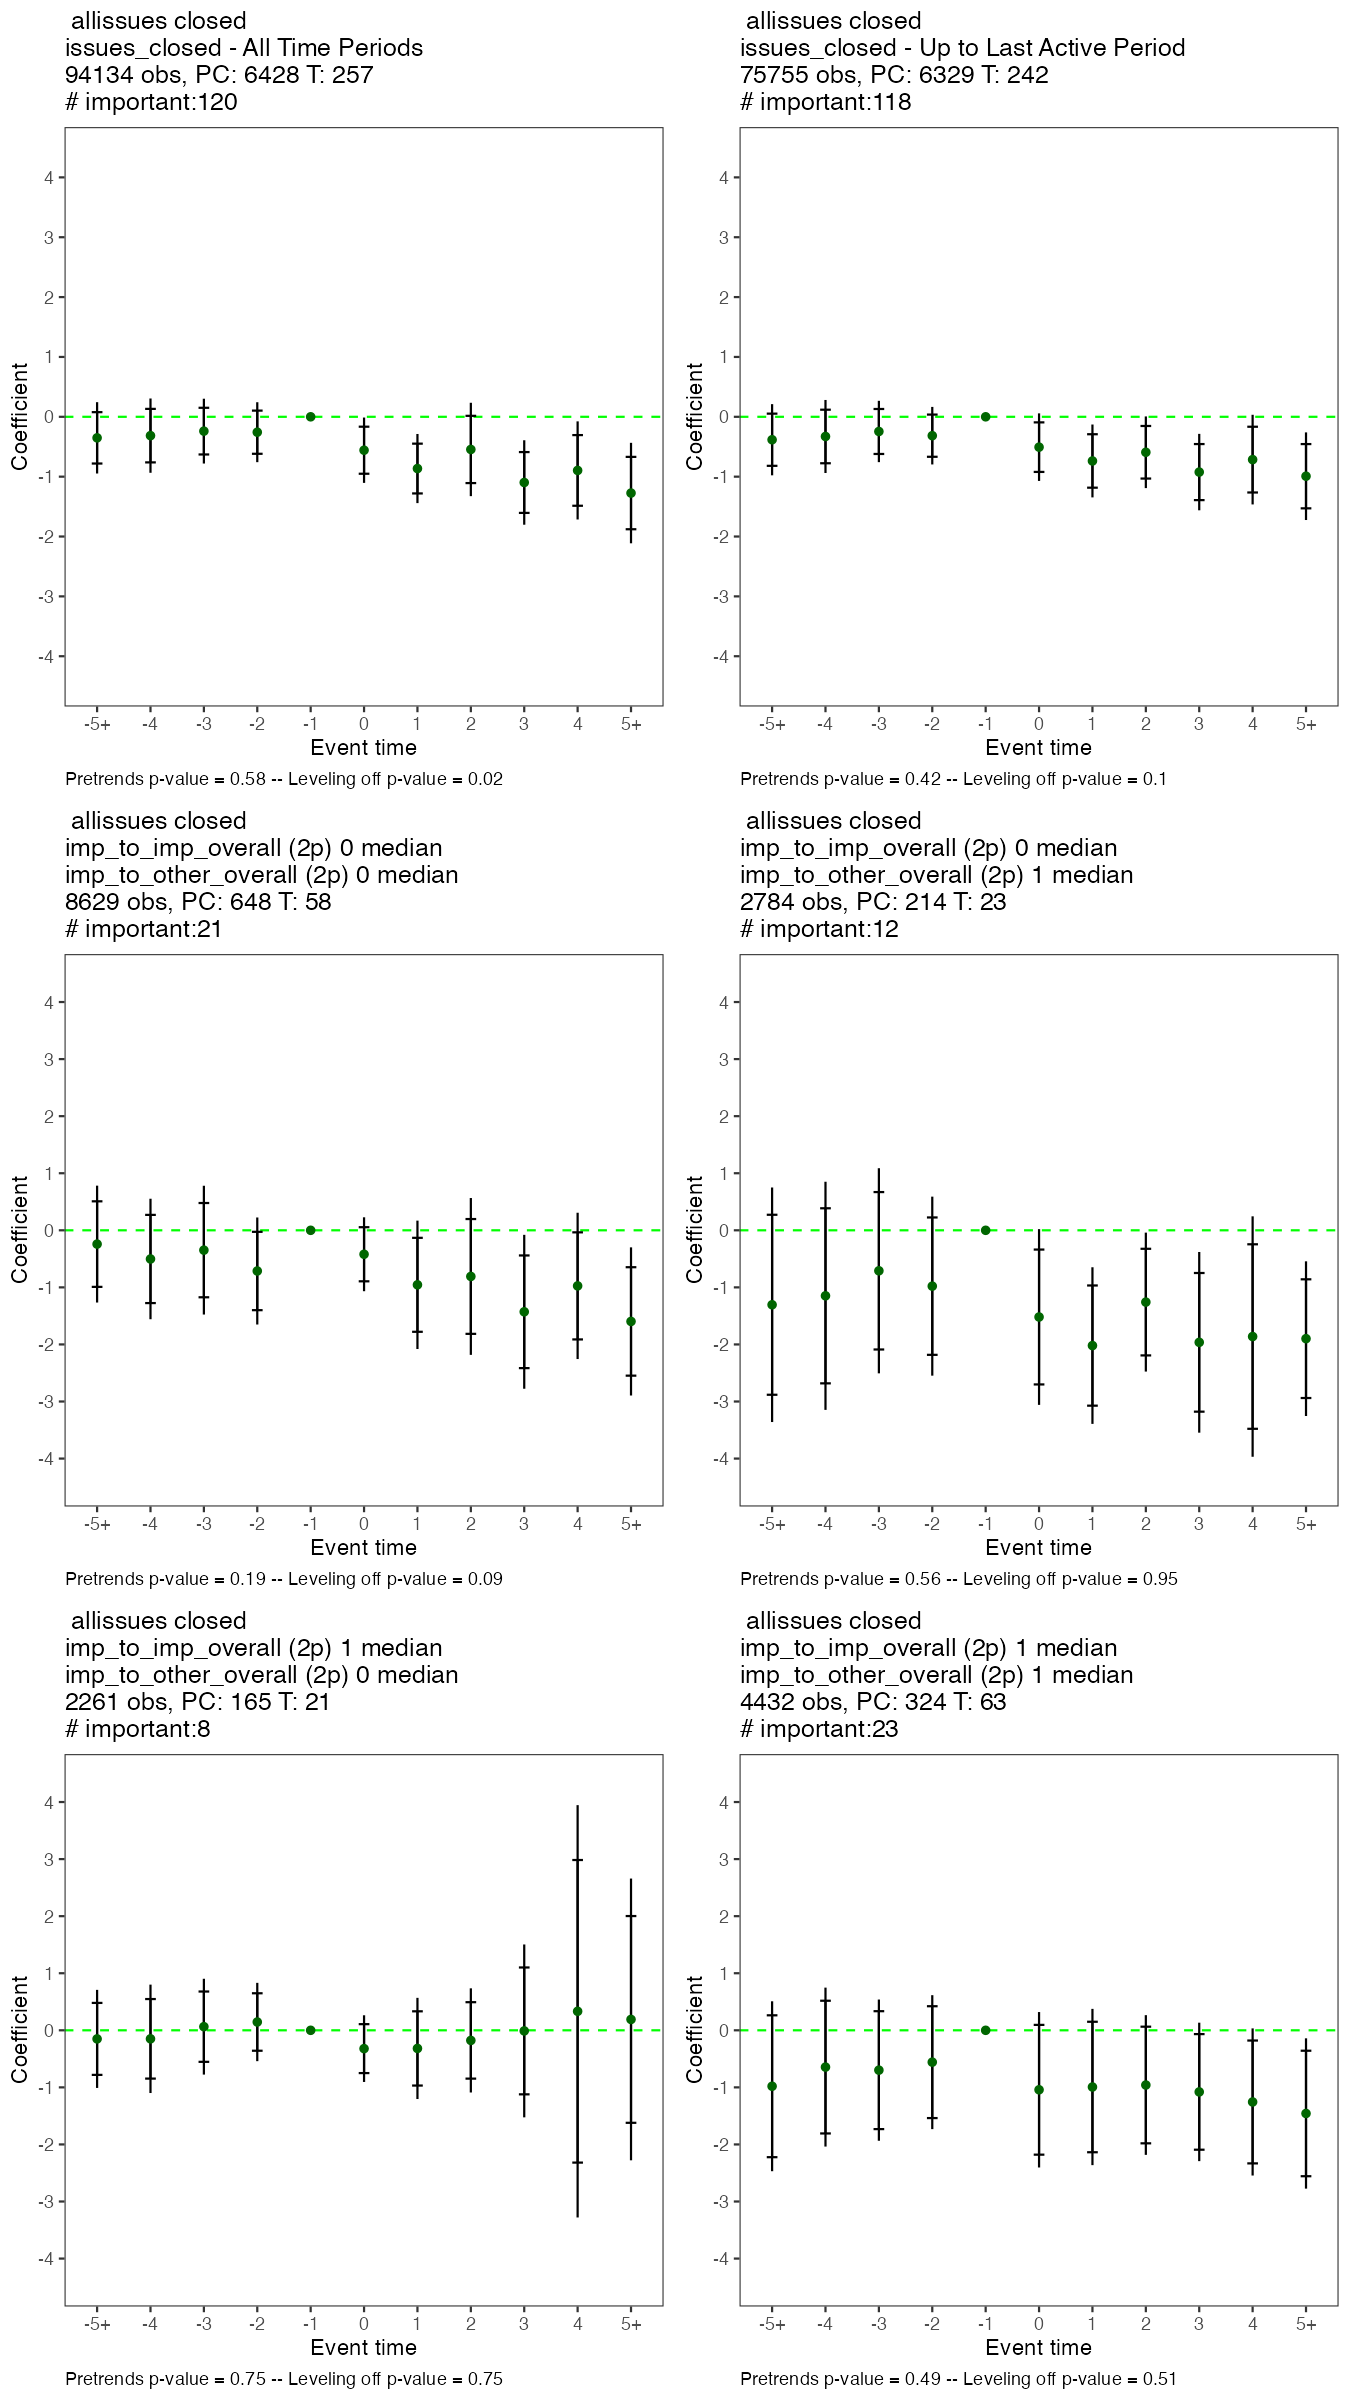 allissues closed
issues_closed - All Time Periods
94134 obs, PC: 6428 T: 257
# important:120
Coefficient
4
3
2
1
0
-1
-2
-3
-4
-5+ -4 -3 -2 -1 0 1 2 3 4 5+
Event time
Pretrends p-value = 0.58 -- Leveling off p-value = 0.02
allissues closed
issues_closed - Up to Last Active Period
75755 obs, PC: 6329 T: 242
# important:118
Coefficient
4
3
2
1
0
-1
-2
-3
-4
-5+ -4 -3 -2 -1 0 1 2 3 4 5+
Event time
Pretrends p-value = 0.42 -- Leveling off p-value = 0.1
allissues closed
imp_to_imp_overall (2p) 0 median
imp_to_other_overall (2p) 0 median
8629 obs, PC: 648 T: 58
# important:21
Coefficient
4
3
2
1
0
-1
-2
-3
-4
-5+ -4 -3 -2 -1 0 1 2 3 4 5+
Event time
Pretrends p-value = 0.19 -- Leveling off p-value = 0.09
allissues closed
imp_to_imp_overall (2p) 0 median
imp_to_other_overall (2p) 1 median
2784 obs, PC: 214 T: 23
# important:12
Coefficient
4
3
2
1
0
-1
-2
-3
-4
-5+ -4 -3 -2 -1 0 1 2 3 4 5+
Event time
Pretrends p-value = 0.56 -- Leveling off p-value = 0.95
allissues closed
imp_to_imp_overall (2p) 1 median
imp_to_other_overall (2p) 0 median
2261 obs, PC: 165 T: 21
# important:8
Coefficient
4
3
2
1
0
-1
-2
-3
-4
-5+ -4 -3 -2 -1 0 1 2 3 4 5+
Event time
Pretrends p-value = 0.75 -- Leveling off p-value = 0.75
allissues closed
imp_to_imp_overall (2p) 1 median
imp_to_other_overall (2p) 1 median
4432 obs, PC: 324 T: 63
# important:23
Coefficient
4
3
2
1
0
-1
-2
-3
-4
-5+ -4 -3 -2 -1 0 1 2 3 4 5+
Event time
Pretrends p-value = 0.49 -- Leveling off p-value = 0.51